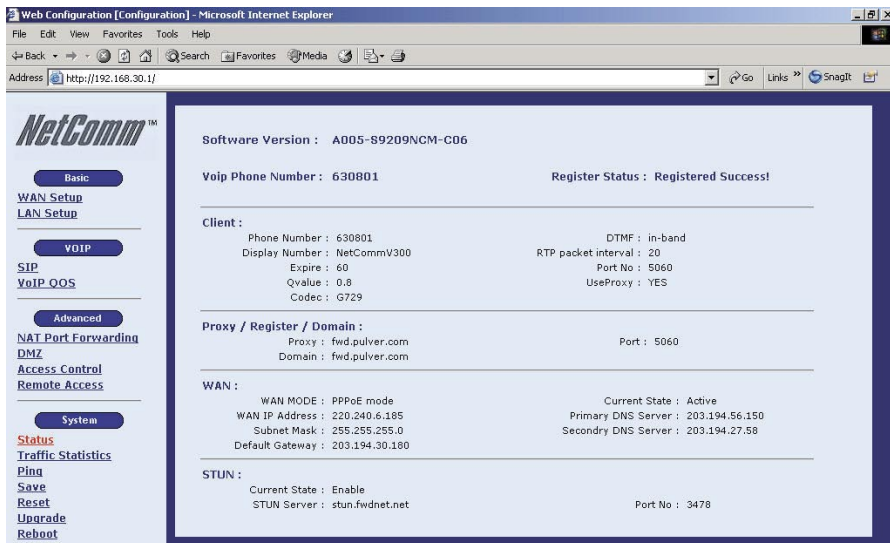 Web Configuration [Configuration] - Microsoft Internet Explorer
File Edit View Favorites Tools Help
Back Search Favorites Media
Address http://192.168.30.1/ Go Links » SnagIt
NetComm™
Basic
WAN Setup
LAN Setup
VOIP
SIP
VoIP QOS
Advanced
NAT Port Forwarding
DMZ
Access Control
Remote Access
System
Status
Traffic Statistics
Ping
Save
Reset
Upgrade
Reboot
Software Version : A005-S9209NCM-C06
Voip Phone Number : 630801 Register Status : Registered Success!
Client :
Phone Number : 630801 DTMF : in-band
Display Number : NetCommV300 RTP packet interval : 20
Expire : 60 Port No : 5060
Qvalue : 0.8 UseProxy : YES
Codec : G729
Proxy / Register / Domain :
Proxy : fwd.pulver.com Port : 5060
Domain : fwd.pulver.com
WAN :
WAN MODE : PPPoE mode Current State : Active
WAN IP Address : 220.240.6.185 Primary DNS Server : 203.194.56.150
Subnet Mask : 255.255.255.0 Secondry DNS Server : 203.194.27.58
Default Gateway : 203.194.30.180
STUN :
Current State : Enable
STUN Server : stun.fwdnet.net Port No : 3478